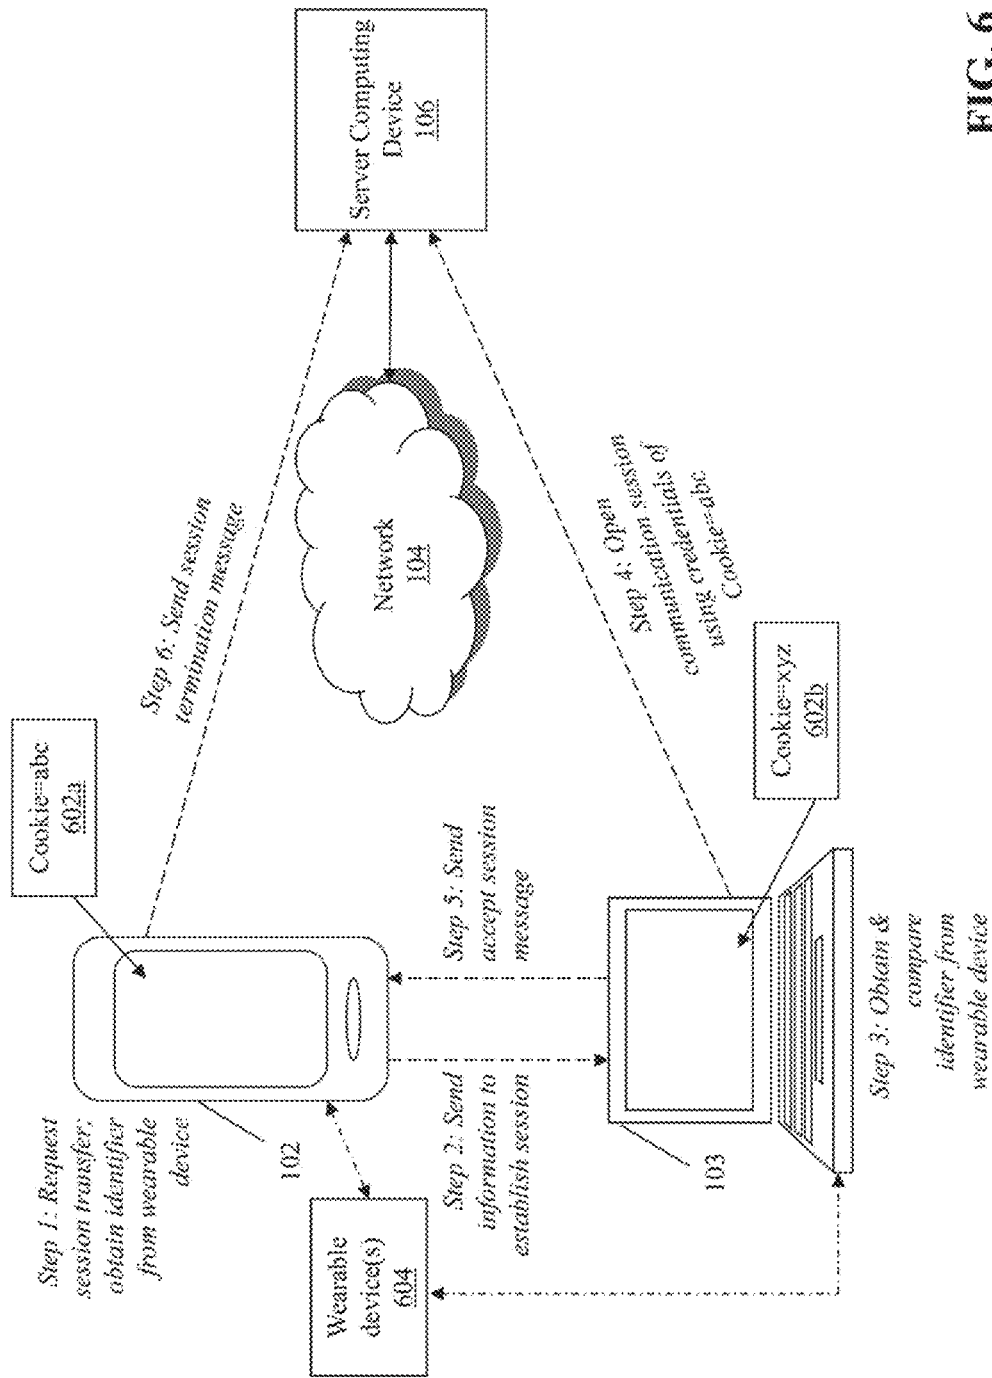 Cookie=abc
602a
Step 1: Request
session transfer;
obtain identifier
from wearable
device
102
Step 6: Send session
termination message
Server Computing
Device
106
Network
104
Wearable
device(s)
604
Step 2: Send
information to
establish session
Step 5: Send
accept session
message
Step 4: Open
communication session
using credentials of
Cookie=abc
103
Cookie=xyz
602b
Step 3: Obtain &
compare
identifier from
wearable device
FIG. 6